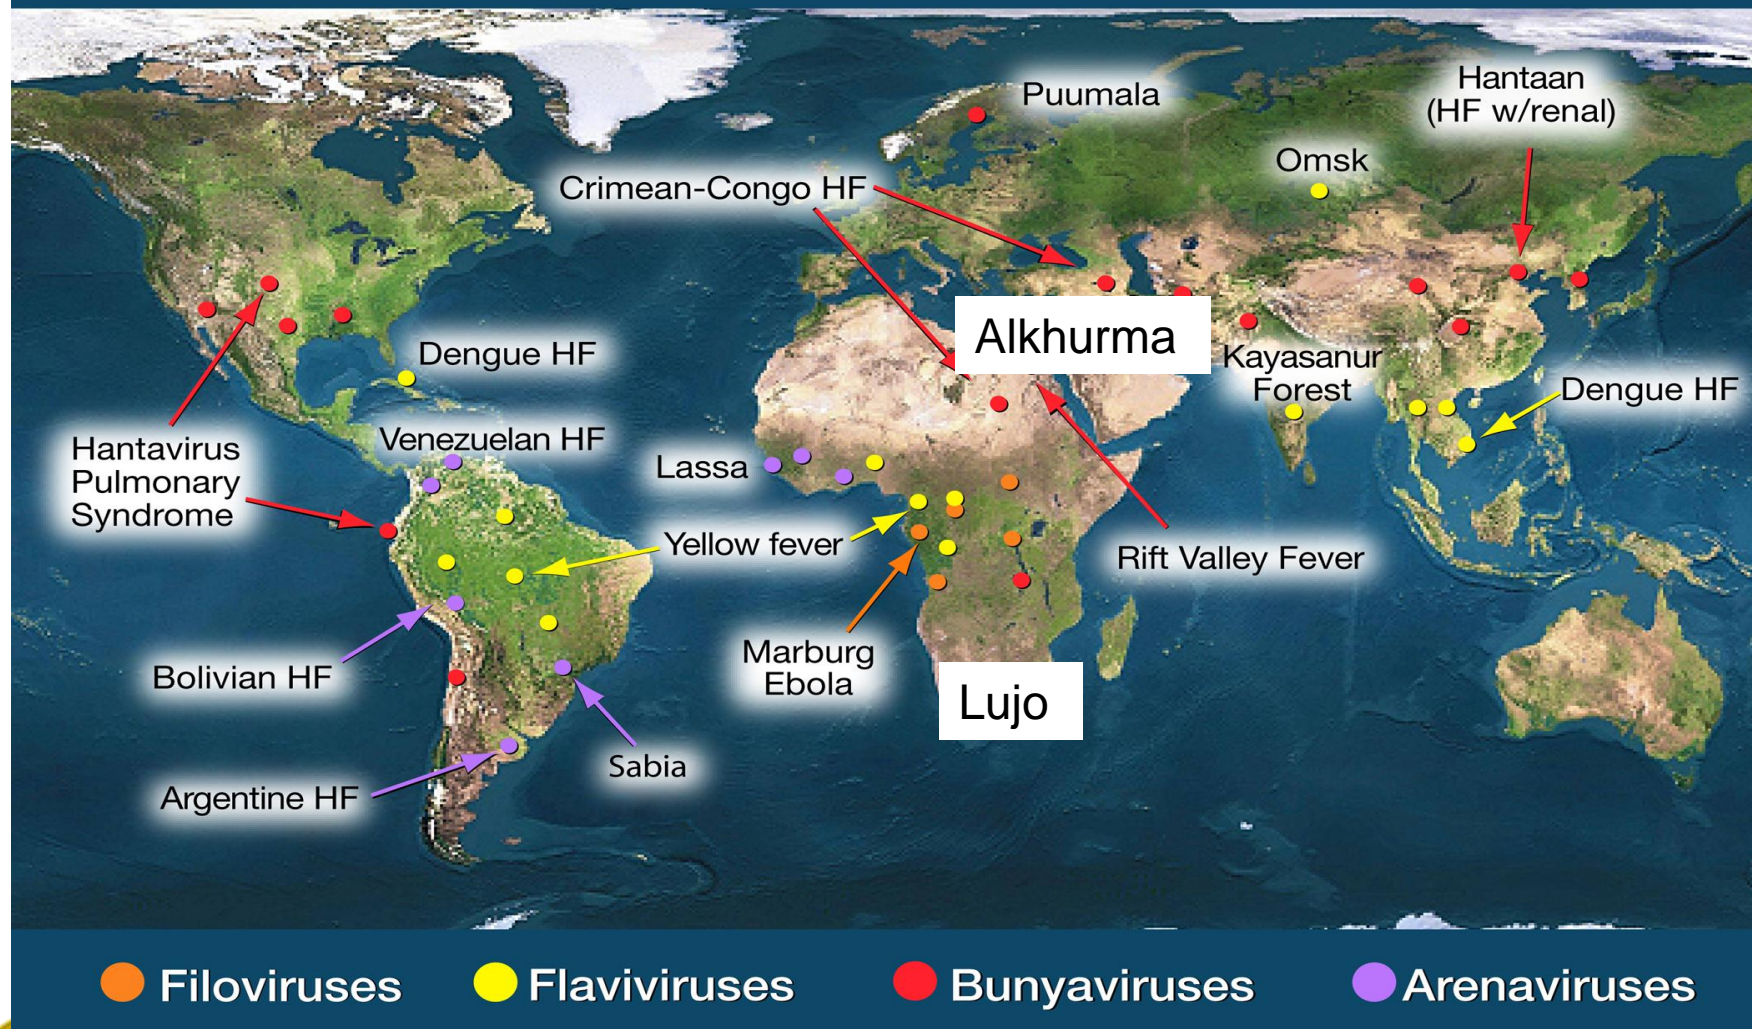 Puumala
Hantaan
(HF w/renal)
Omsk
Crimean-Congo HF
Alkhurma
Kayasanur
Forest
Dengue HF
Dengue HF
Venezuelan HF
Hantavirus
Pulmonary
Syndrome
Lassa
Yellow fever
Rift Valley Fever
Marburg
Ebola
Bolivian HF
Lujo
Sabia
Argentine HF
Filoviruses
Flaviviruses
Bunyaviruses
Arenaviruses